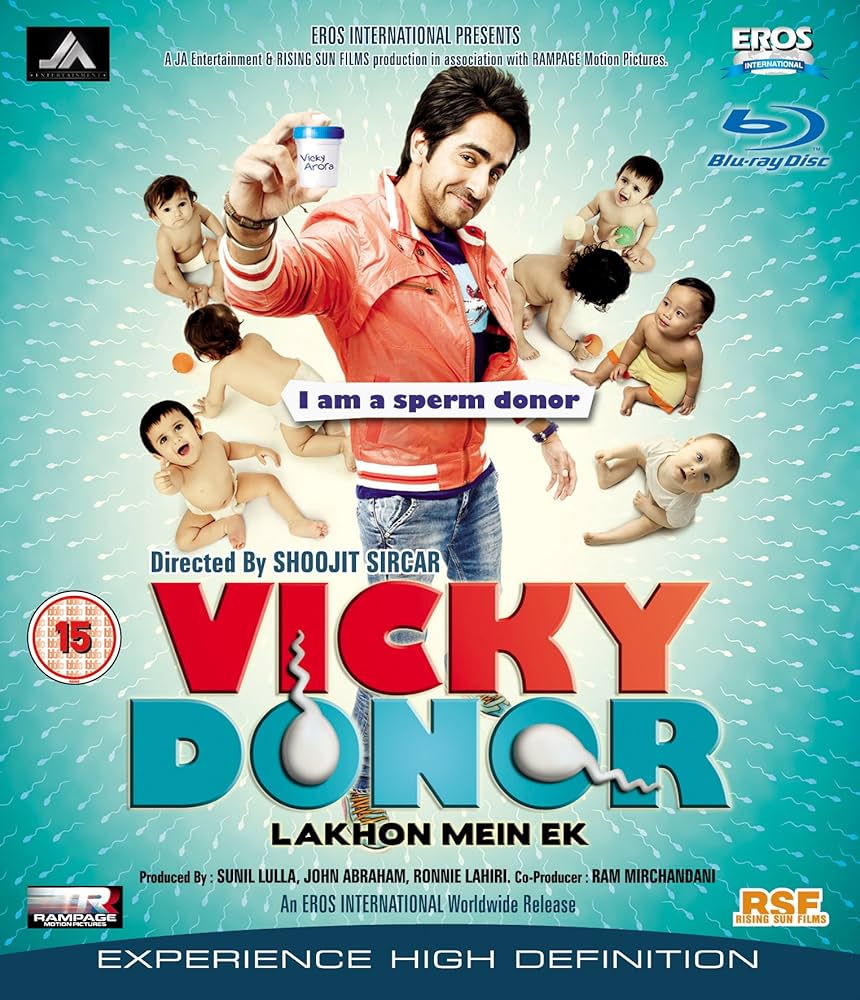 EROS INTERNATIONAL PRESENTS
A JA Entertainment & RISING SUN FILMS production in association with RAMPAGE Motion Pictures.
JA
ENTERTAINMENT
EROS
INTERNATIONAL
Blu-ray Disc
TM
Vicky
Arora
I am a sperm donor
Directed By SHOOJIT SIRCAR
15
VICKY
DONOR
LAKHON MEIN EK
Produced By : SUNIL LULLA, JOHN ABRAHAM, RONNIE LAHIRI. Co-Producer : RAM MIRCHANDANI
An EROS INTERNATIONAL Worldwide Release
RAMPAGE
MOTION PICTURES
RSF
RISING SUN FILMS
EXPERIENCE HIGH DEFINITION